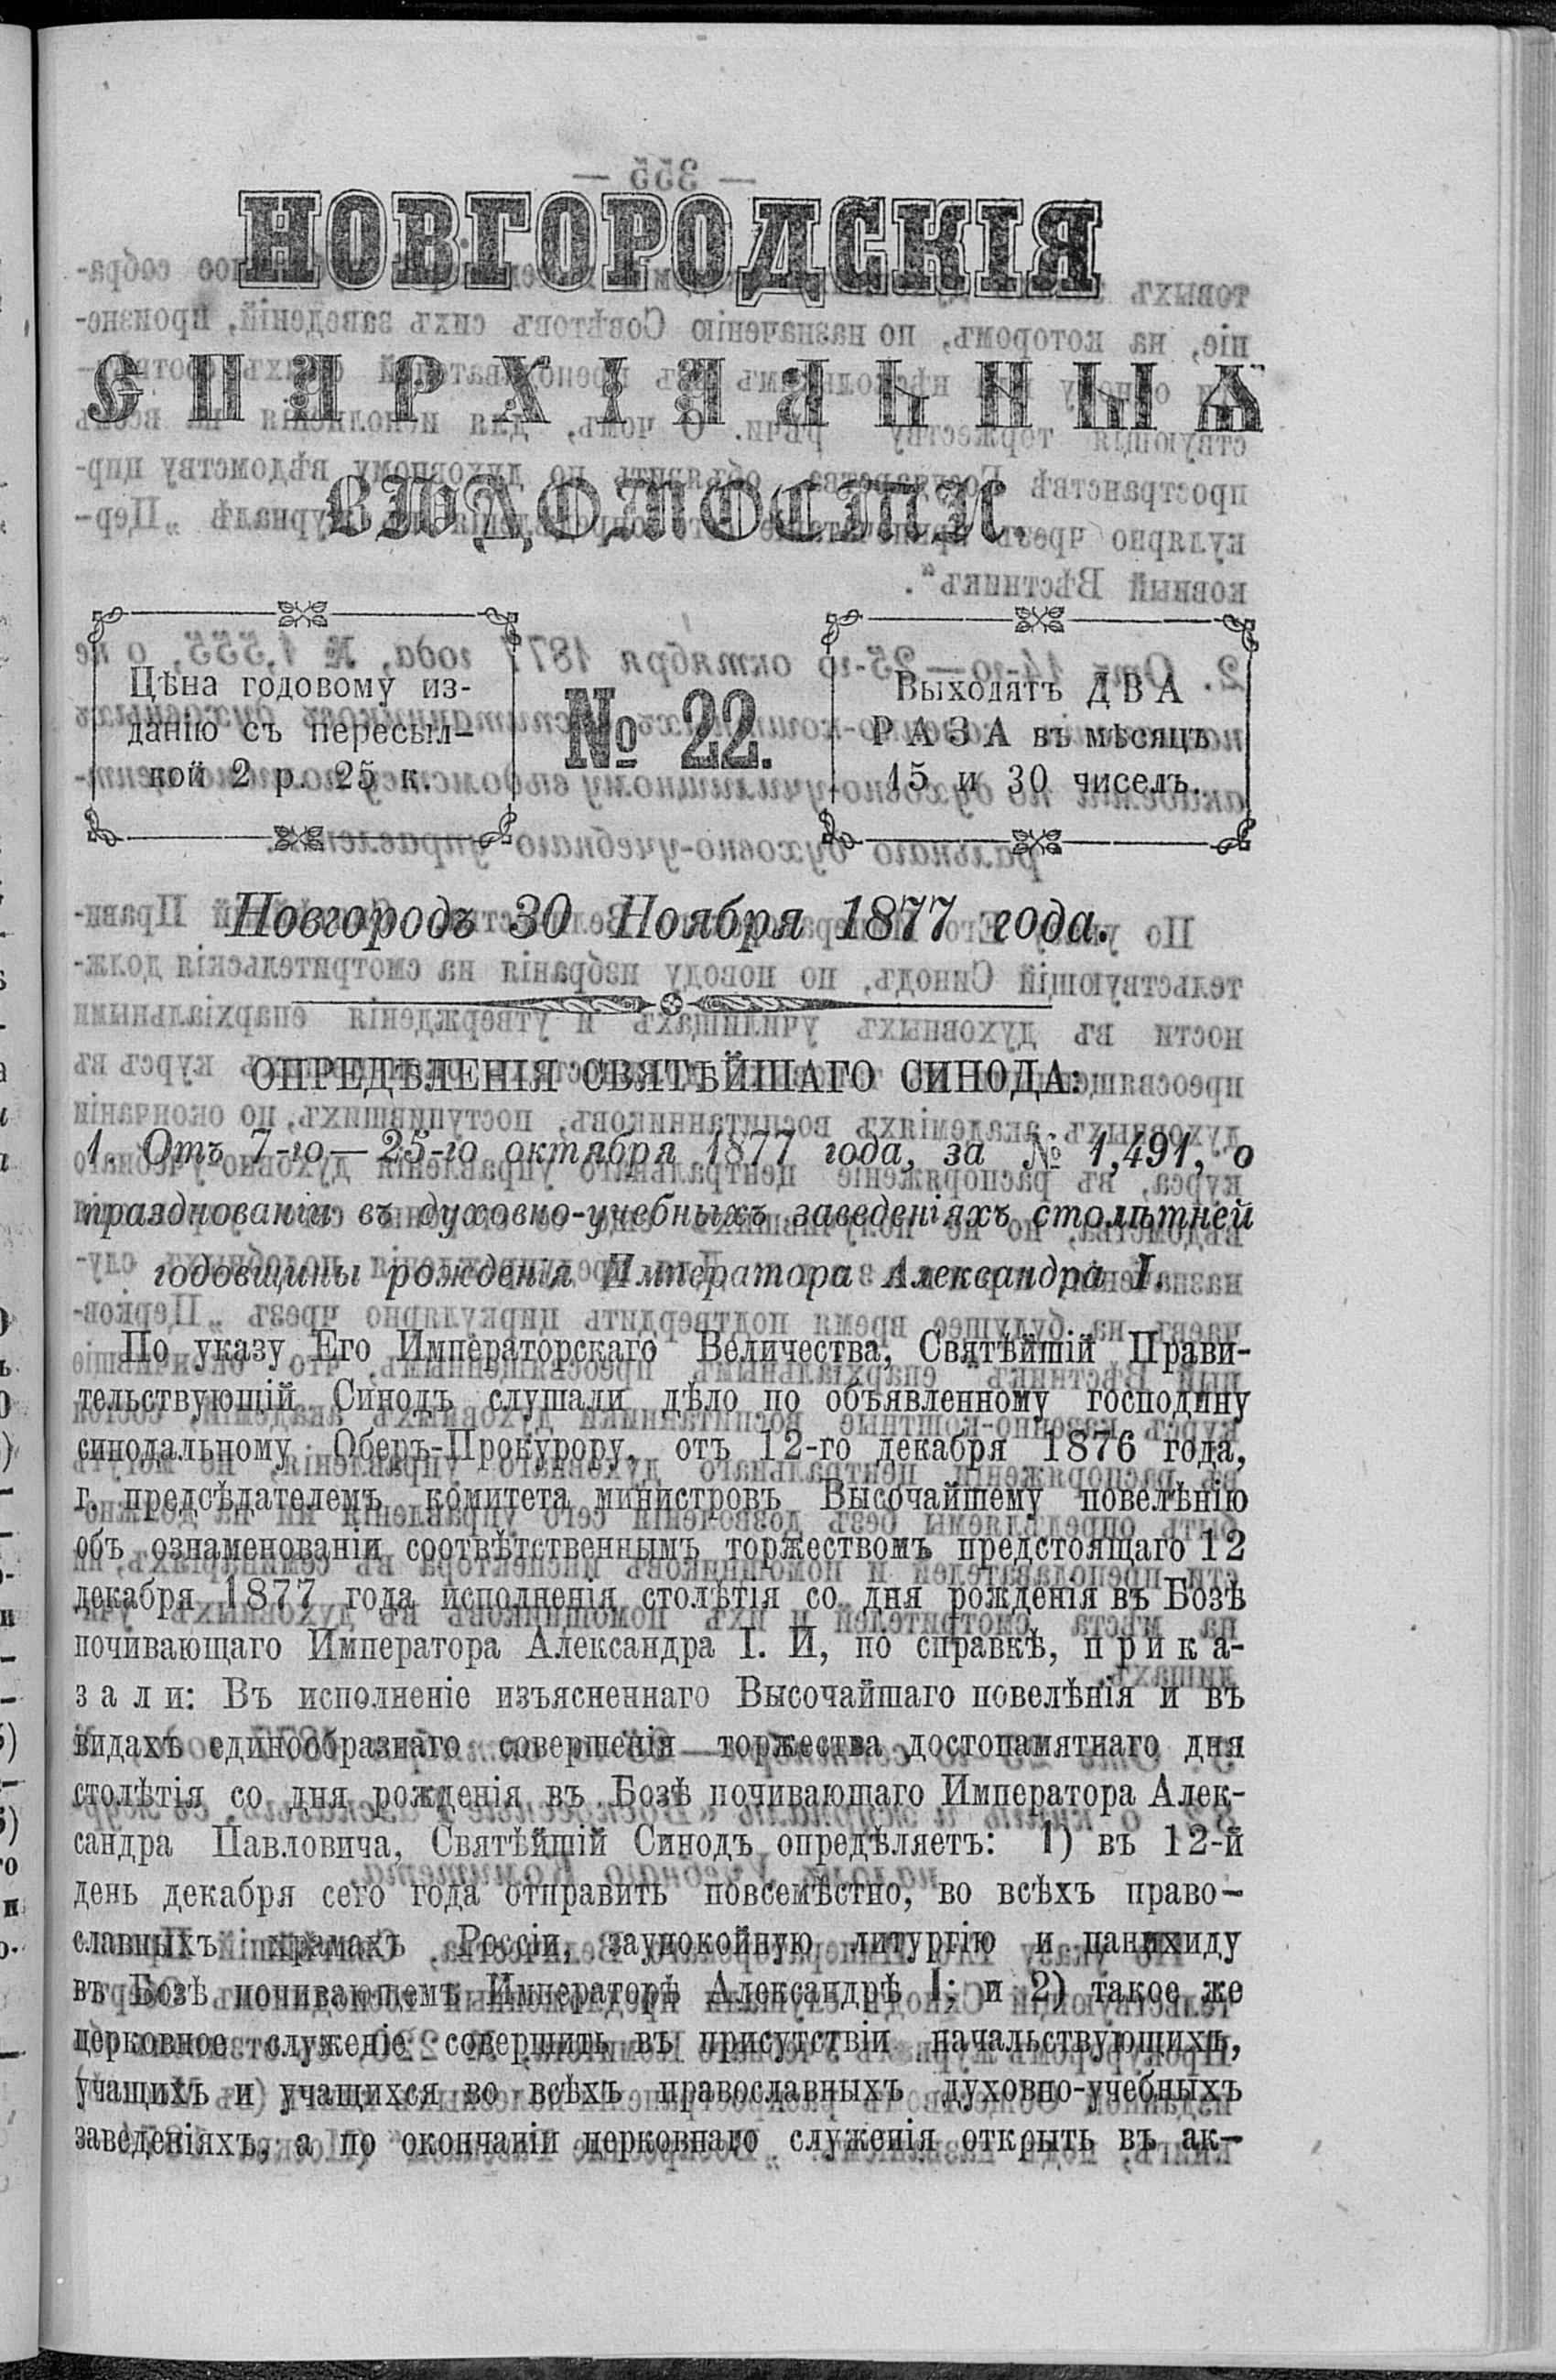 НОВГОРОДСКІЯ
ЕПАРХІАЛЬНЫЯ
ВѢДОМОСТИ.
Цѣна годовому из-
данію съ пересыл-
кой 2 р. 25 к.
№ 22.
Выходятъ ДВА
РАЗА въ мѣсяцъ
15 и 30 чиселъ.
Новгородъ 30 Ноября 1877 года.
ОПРЕДѢЛЕНІЯ СВЯТѢЙШАГО СИНОДА:
1. Отъ 7-го—25-го октября 1877 года, за № 1,491, о
праздновании въ духовно-учебныхъ заведеніяхъ столѣтней
годовщины рожденія Императора Александра I.
По указу Его Императорскаго Величества, Святѣйшій Прави-
тельствующій Синодъ слушали дѣло по объявленному господину
синодальному Оберъ-Прокурору, отъ 12-го декабря 1876 года,
г. предсѣдателемъ комитета министровъ Высочайшему повелѣнію
объ ознаменованіи соотвѣтственнымъ торжествомъ предстоящаго 12
декабря 1877 года исполненія столѣтія со дня рожденія въ Бозѣ
почивающаго Императора Александра I. И, по справкѣ, прика-
зали: Въ исполненіе изъясненнаго Высочайшаго повелѣнія и въ
видахъ единообразнаго совершенія торжества достопамятнаго дня
столѣтія со дня рожденія въ Бозѣ почивающаго Императора Алек-
сандра Павловича, Святѣйшій Синодъ опредѣляетъ: 1) въ 12-й
день декабря сего года отправить повсемѣстно, во всѣхъ право-
славныхъ храмахъ Россіи, заупокойную литургію и панихиду
въ Бозѣ почивающемъ Императорѣ Александрѣ I; и 2) такое же
церковное служеніе совершить въ присутствіи начальствующихъ,
учащихъ и учащихся во всѣхъ православныхъ духовно-учебныхъ
заведеніяхъ, а по окончаніи церковнаго служенія открыть въ ак-